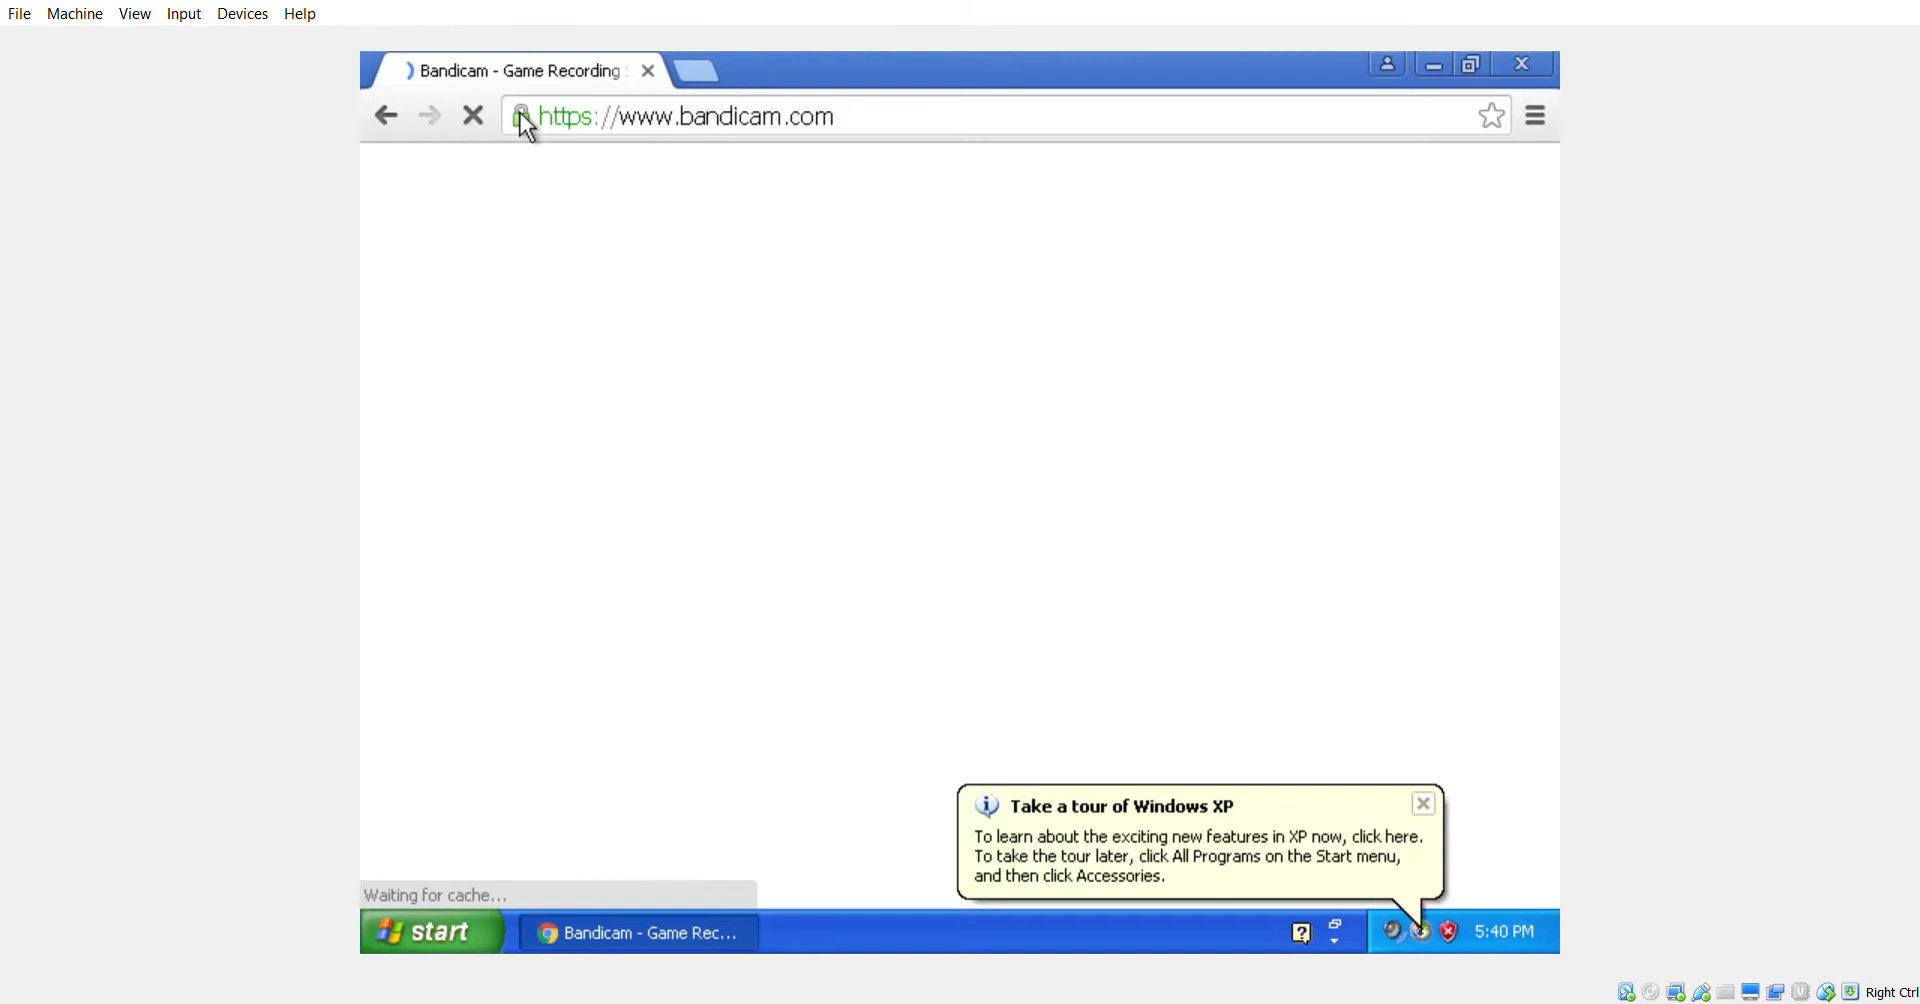 File Machine View Input Devices Help
Bandicam - Game Recording
https://www.bandicam.com
Take a tour of Windows XP
To learn about the exciting new features in XP now, click here.
To take the tour later, click All Programs on the Start menu,
and then click Accessories.
Waiting for cache...
start Bandicam - Game Rec... 5:40 PM
Right Ctrl